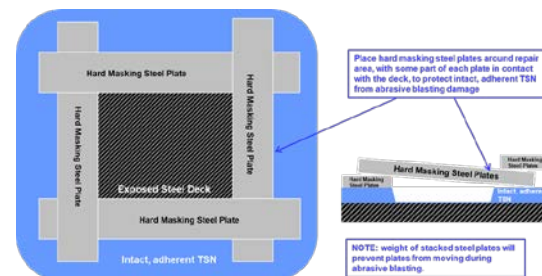 Hard Masking Steel Plate
Hard Masking Steel Plate
Hard Masking Steel Plate
Exposed Steel Deck
Hard Masking Steel Plate
Intact, adherent TSN
Place hard masking steel plates around repair
area, with some part of each plate in contact
with the deck, to protect intact, adherent TSN
from abrasive blasting damage
Hard Masking
Steel Plates
Hard Masking Steel Plates
Hard Masking
Steel Plates
Intact, adherent
TSN
NOTE: weight of stacked steel plates will
prevent plates from moving during
abrasive blasting.